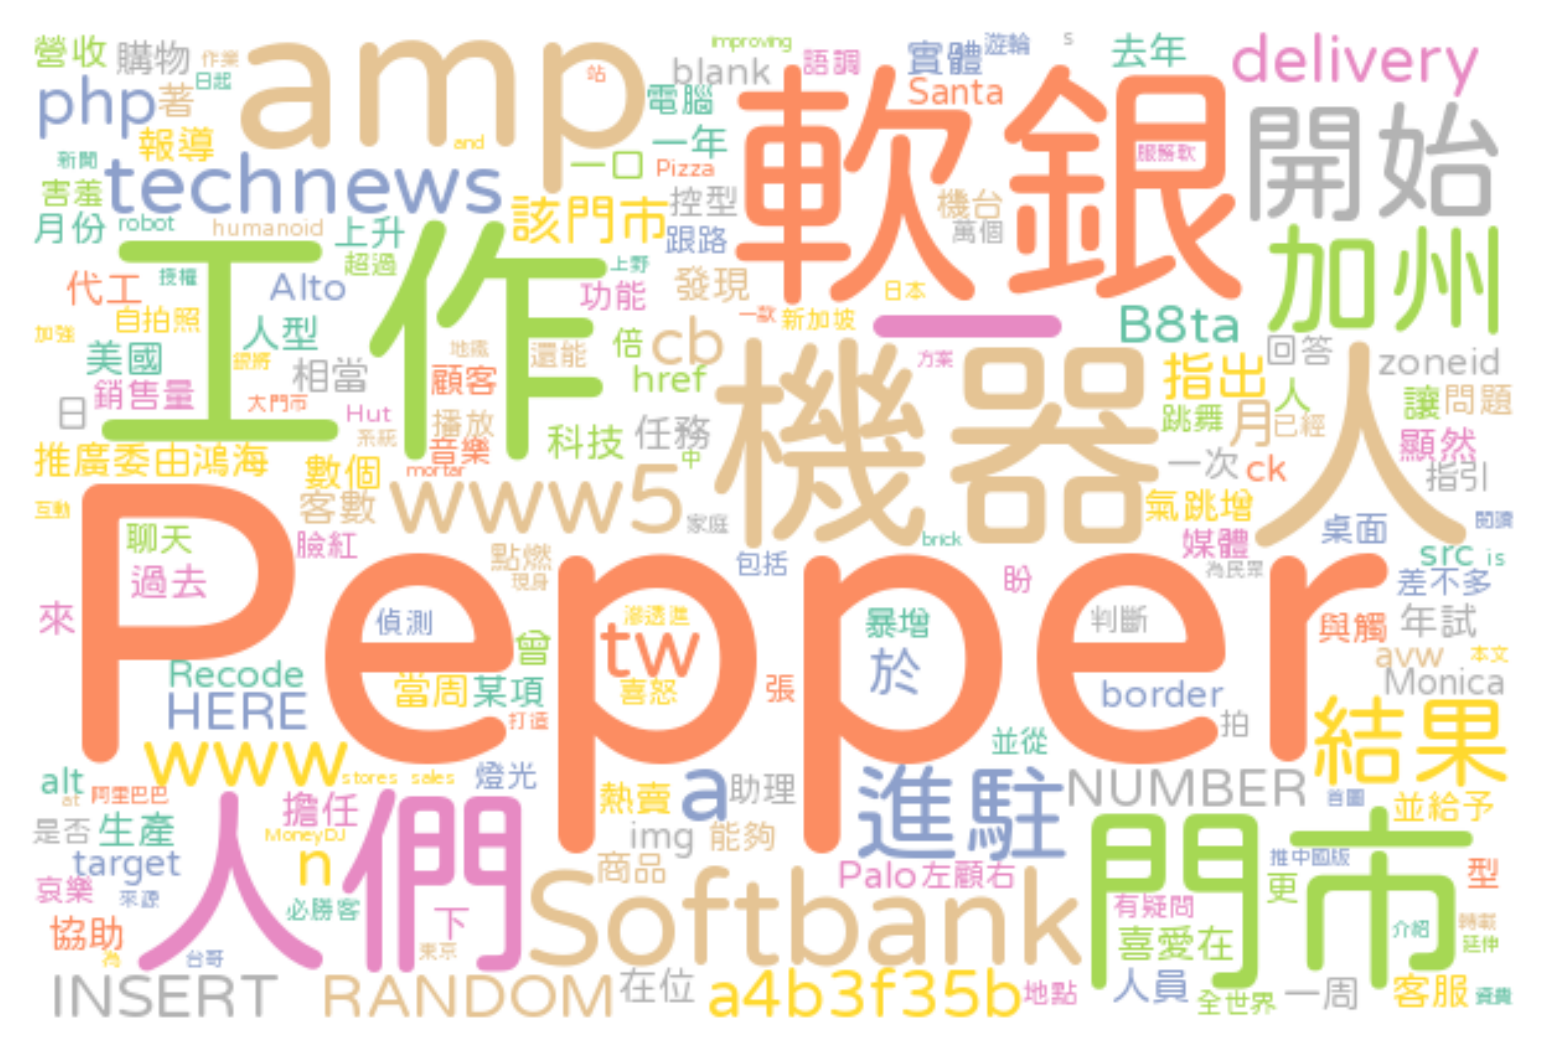 營收 購物 作業 amp improving 語調 實體 遊輪 s 去年 delivery
php 著 日起 站 電腦 blank Santa 軟銀 開始
報導 and 一年 一口 Pizza 服務軟
新聞 technews 控型 機台
害羞 該門市 萬個
月份 robot humanoid 上升 跟路 加州
工作 超過 上野
代工 授權 Alto 功能 發現 日本
加強 自拍照 人型 一款 新加坡 一 B8ta
美國 銀將 相當 地鐵 還能 倍 cb 方案 指出 回答 zoneid
銷售量 顧客 href 機器人 人 讓 問題
日 大門市 Hut 播放 跳舞 月 已經
系統 音樂 科技 任務 顯然
推廣委由鴻海 數個 mortar 中 一次 ck 指引
互動 客數 www5 家庭 氣跳增 桌面 閱讀
聊天 臉紅 點燃 包括 brick 媒體 src is
過去 Pepper 現身 盼 為民眾 差不多
來 偵測 滲透進 暴增 判斷 與觸 年試
Recode 曾 tw 於 avw 本文
HERE 當周 某項 喜怒 張 border Monica
打造 拍 結果
www stores sales 燈光 並從
alt at 阿里巴巴 擔任 熱賣 a 助理 進駐 NUMBER 首圖 並給予
是否 生產 人們 MoneyDJ img 能夠 門市
target n 商品 推中國版
哀樂 來源 Softbank Palo 左顧右 更 型
協助 必勝客 下 有疑問 介紹 轉載
為 台哥 東京 喜愛在 延伸
INSERT RANDOM 在位 a4b3f35b 地點 人員 全世界 一周 客服 資費